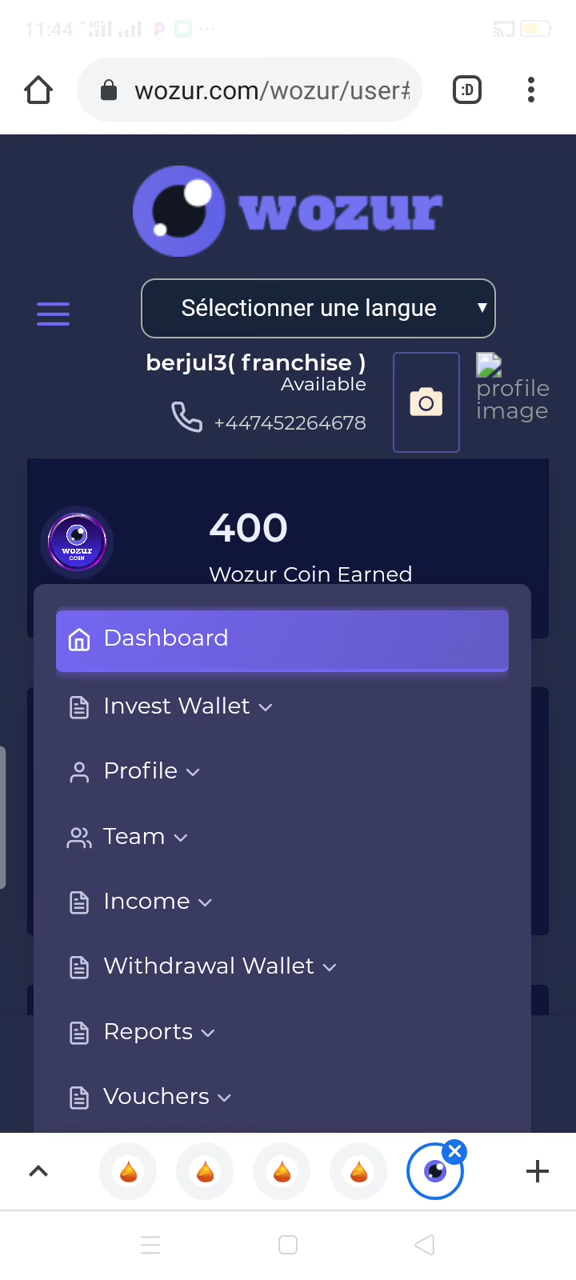 11:44
wozur.com/wozur/user#
:D
wozur
Sélectionner une langue
berjul3( franchise )
Available
+447452264678
profile
image
wozur
COIN
400
Wozur Coin Earned
Dashboard
Invest Wallet
Profile
Team
Income
Withdrawal Wallet
Reports
Vouchers